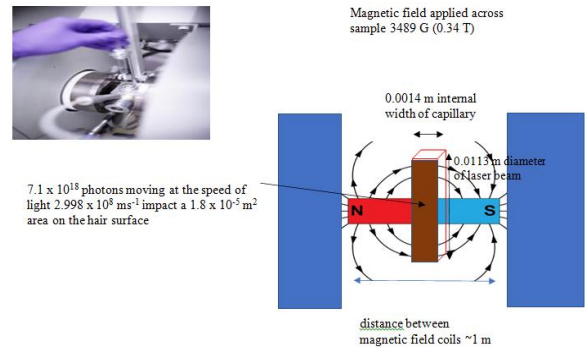 Magnetic field applied across
sample 3489 G (0.34 T)
0.0014 m internal
width of capillary
0.0113 m diameter
of laser beam
7.1 x 10¹⁸ photons moving at the speed of
light 2.998 x 10⁸ ms⁻¹ impact a 1.8 x 10⁻⁵ m²
area on the hair surface
N
S
distance between
magnetic field coils ~1 m